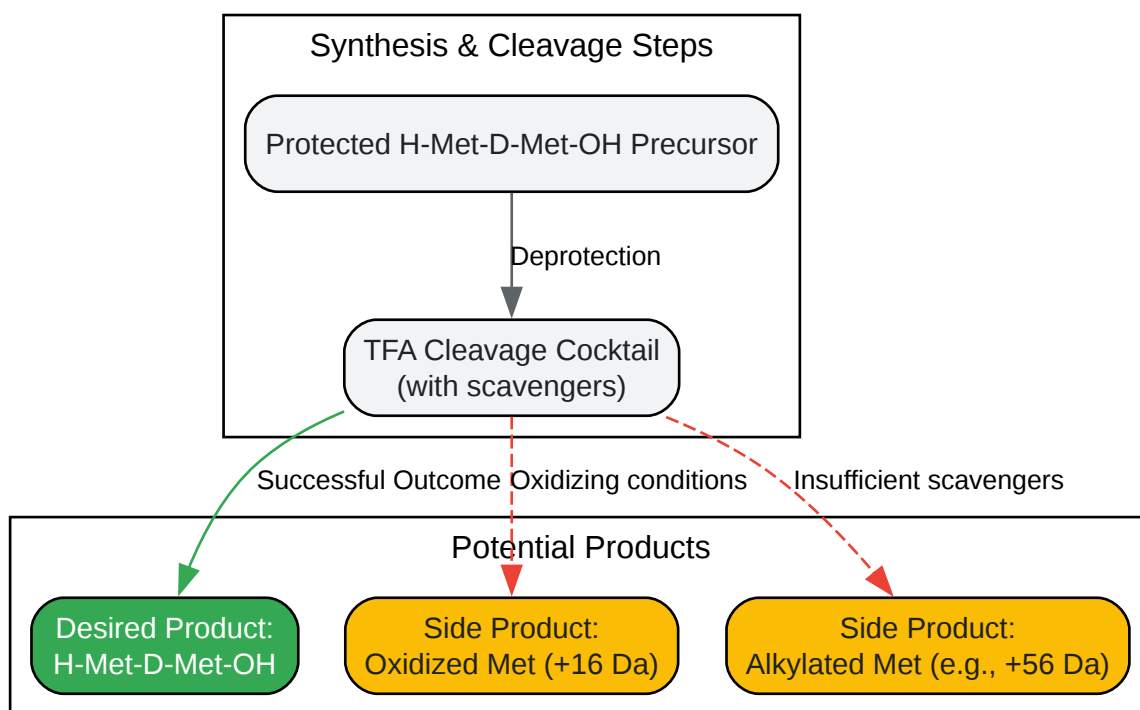 Synthesis & Cleavage Steps
Protected H-Met-D-Met-OH Precursor
Deprotection
TFA Cleavage Cocktail
(with scavengers)
Successful Outcome
Oxidizing conditions
Insufficient scavengers
Potential Products
Desired Product:
H-Met-D-Met-OH
Side Product:
Oxidized Met (+16 Da)
Side Product:
Alkylated Met (e.g., +56 Da)